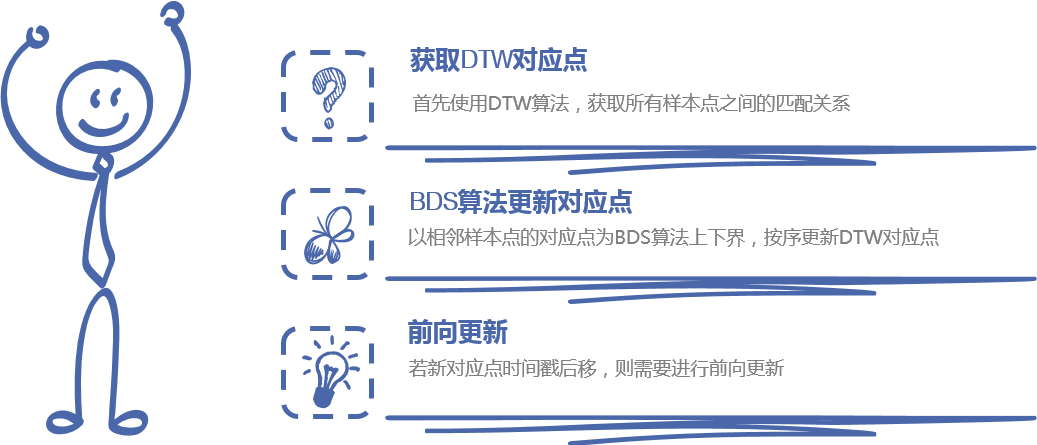 获取DTW对应点
首先使用DTW算法，获取所有样本点之间的匹配关系
BDS算法更新对应点
以相邻样本点的对应点为BDS算法上下界，按序更新DTW对应点
前向更新
若新对应点时间戳后移，则需要进行前向更新